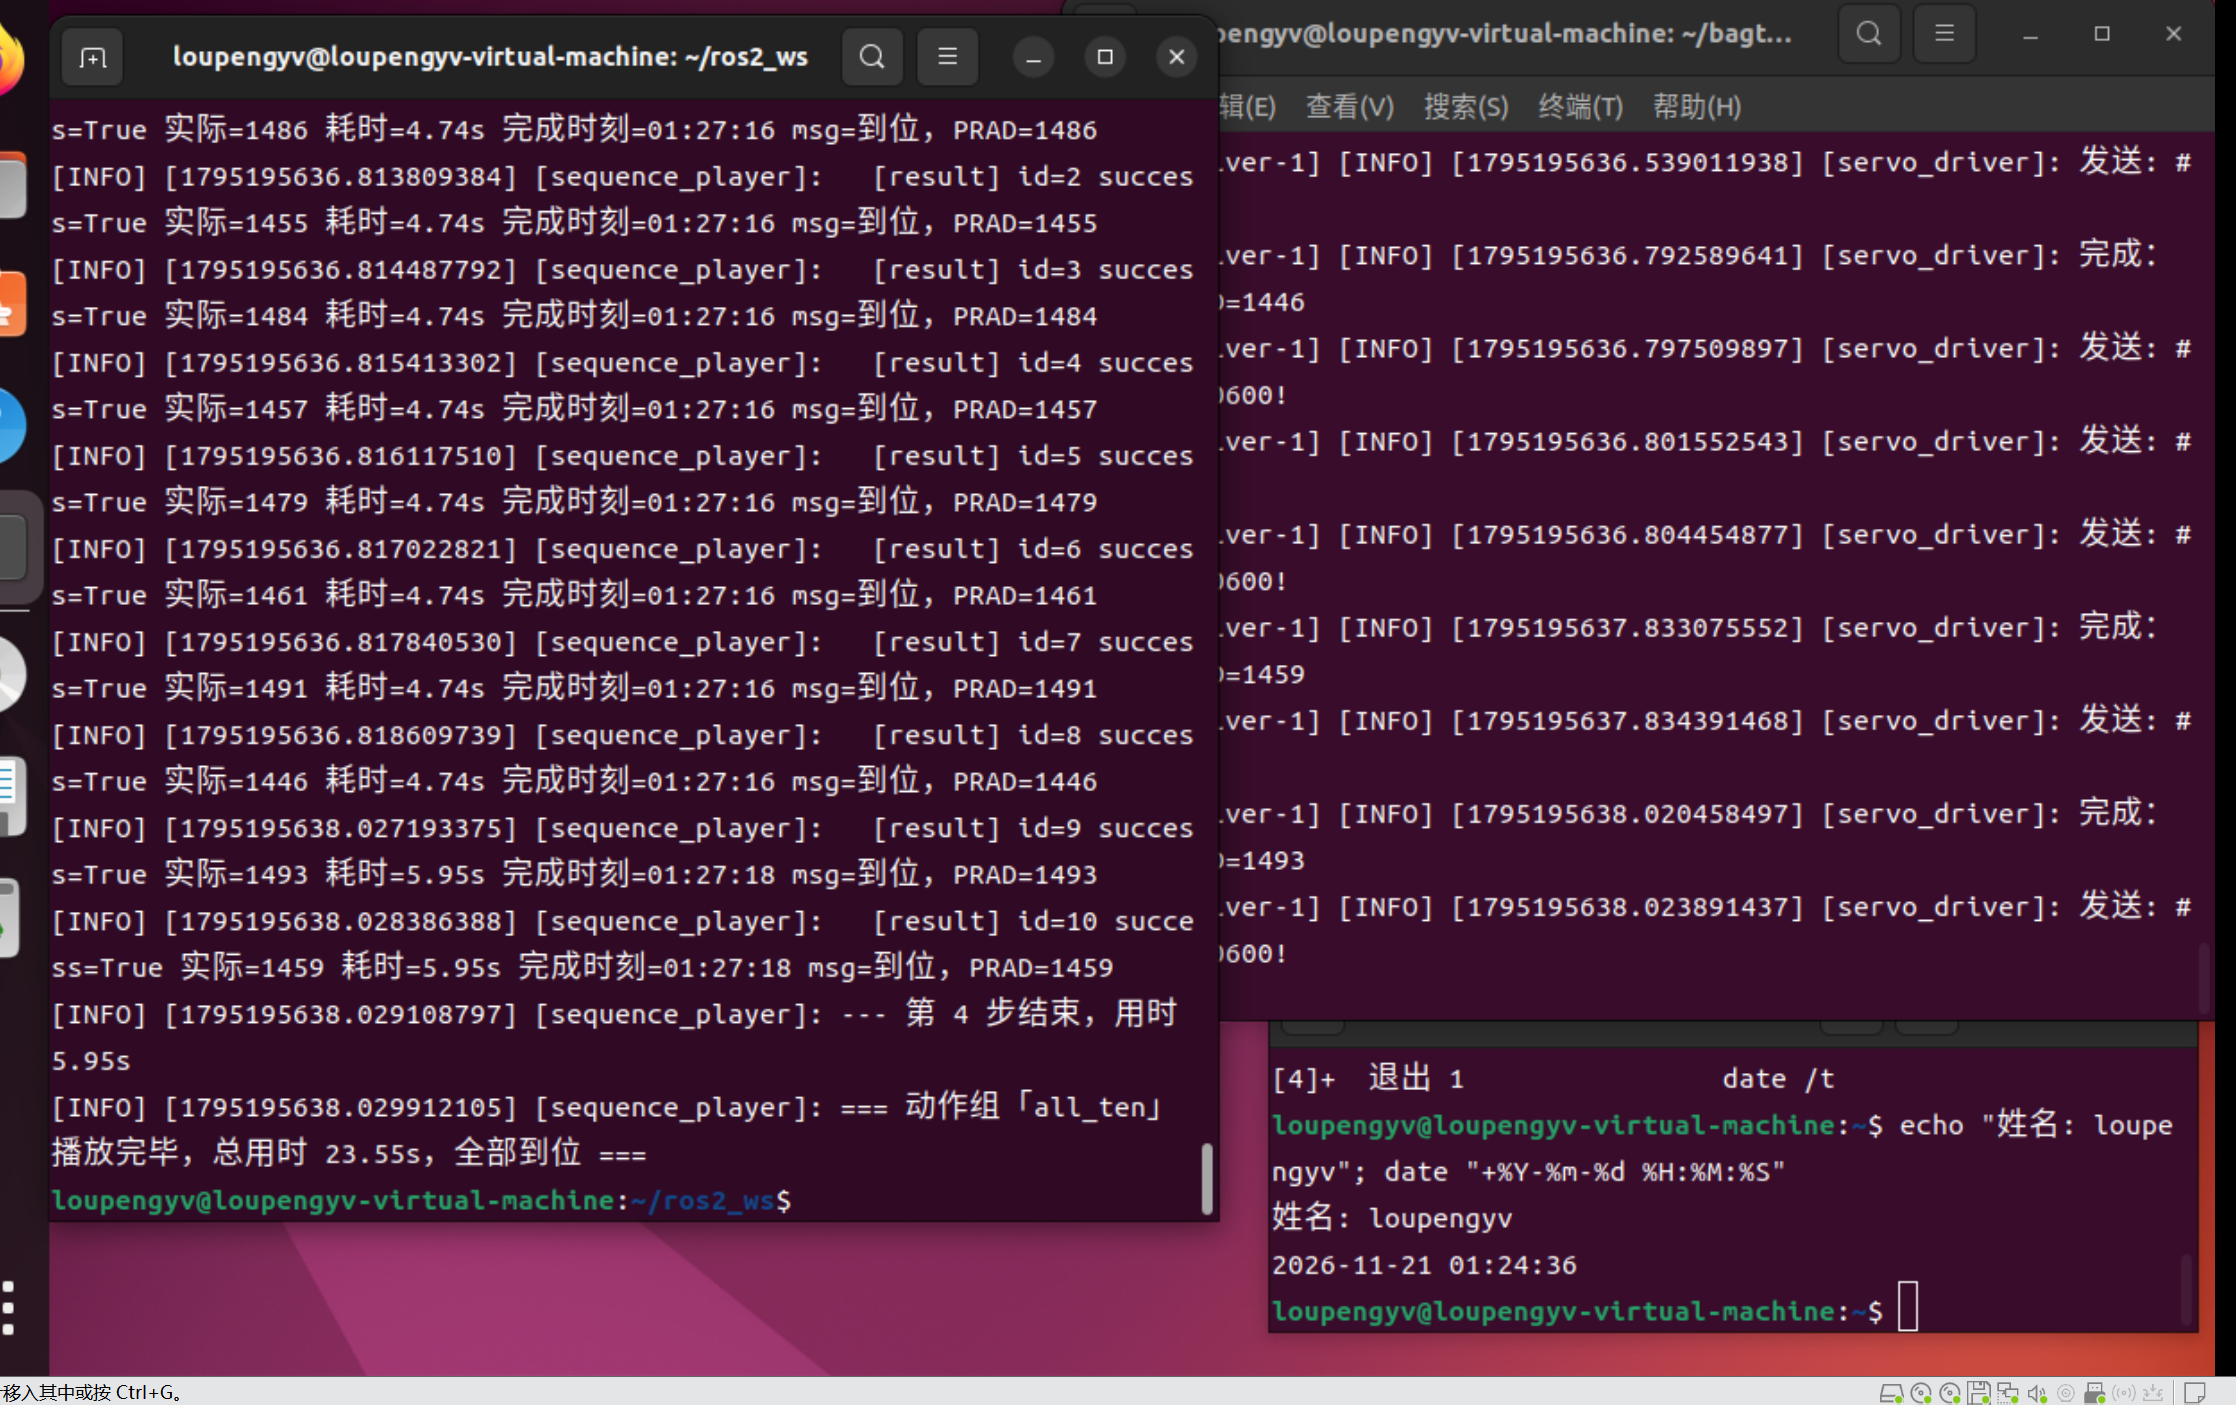 loupengyv@loupengyv-virtual-machine: ~/ros2_ws
s=True 实际=1486 耗时=4.74s 完成时刻=01:27:16 msg=到位，PRAD=1486
[INFO] [1795195636.813809384] [sequence_player]:   [result] id=2 succes
s=True 实际=1455 耗时=4.74s 完成时刻=01:27:16 msg=到位，PRAD=1455
[INFO] [1795195636.814487792] [sequence_player]:   [result] id=3 succes
s=True 实际=1484 耗时=4.74s 完成时刻=01:27:16 msg=到位，PRAD=1484
[INFO] [1795195636.815413302] [sequence_player]:   [result] id=4 succes
s=True 实际=1457 耗时=4.74s 完成时刻=01:27:16 msg=到位，PRAD=1457
[INFO] [1795195636.816117510] [sequence_player]:   [result] id=5 succes
s=True 实际=1479 耗时=4.74s 完成时刻=01:27:16 msg=到位，PRAD=1479
[INFO] [1795195636.817022821] [sequence_player]:   [result] id=6 succes
s=True 实际=1461 耗时=4.74s 完成时刻=01:27:16 msg=到位，PRAD=1461
[INFO] [1795195636.817840530] [sequence_player]:   [result] id=7 succes
s=True 实际=1491 耗时=4.74s 完成时刻=01:27:16 msg=到位，PRAD=1491
[INFO] [1795195636.818609739] [sequence_player]:   [result] id=8 succes
s=True 实际=1446 耗时=4.74s 完成时刻=01:27:16 msg=到位，PRAD=1446
[INFO] [1795195638.027193375] [sequence_player]:   [result] id=9 succes
s=True 实际=1493 耗时=5.95s 完成时刻=01:27:18 msg=到位，PRAD=1493
[INFO] [1795195638.028386388] [sequence_player]:   [result] id=10 succe
ss=True 实际=1459 耗时=5.95s 完成时刻=01:27:18 msg=到位，PRAD=1459
[INFO] [1795195638.029108797] [sequence_player]: --- 第 4 步结束，用时
5.95s
[INFO] [1795195638.029912105] [sequence_player]: === 动作组「all_ten」
播放完毕，总用时 23.55s，全部到位 ===
loupengyv@loupengyv-virtual-machine:~/ros2_ws$
pengyv@loupengyv-virtual-machine: ~/bagt...
辑(E) 查看(V) 搜索(S) 终端(T) 帮助(H)
ver-1] [INFO] [1795195636.539011938] [servo_driver]: 发送: #
ver-1] [INFO] [1795195636.792589641] [servo_driver]: 完成:
D=1446
ver-1] [INFO] [1795195636.797509897] [servo_driver]: 发送: #
0600!
ver-1] [INFO] [1795195636.801552543] [servo_driver]: 发送: #
ver-1] [INFO] [1795195636.804454877] [servo_driver]: 发送: #
0600!
ver-1] [INFO] [1795195637.833075552] [servo_driver]: 完成:
D=1459
ver-1] [INFO] [1795195637.834391468] [servo_driver]: 发送: #
ver-1] [INFO] [1795195638.020458497] [servo_driver]: 完成:
D=1493
ver-1] [INFO] [1795195638.023891437] [servo_driver]: 发送: #
0600!
[4]+  退出 1                date /t
loupengyv@loupengyv-virtual-machine:~$ echo "姓名: loupe
ngyv"; date "+%Y-%m-%d %H:%M:%S"
姓名: loupengyv
2026-11-21 01:24:36
loupengyv@loupengyv-virtual-machine:~$
移入其中或按 Ctrl+G。